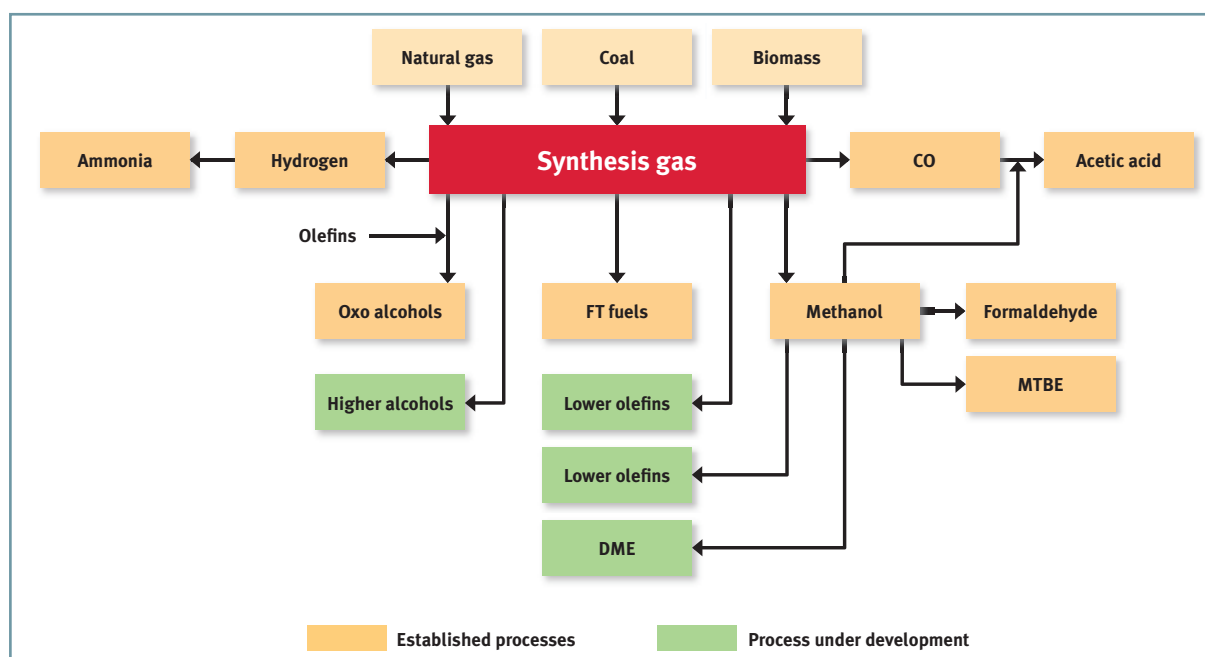 Natural gas
Coal
Biomass
Ammonia
Hydrogen
Synthesis gas
CO
Acetic acid
Olefins
Oxo alcohols
FT fuels
Methanol
Formaldehyde
Higher alcohols
Lower olefins
MTBE
Lower olefins
DME
Established processes
Process under development